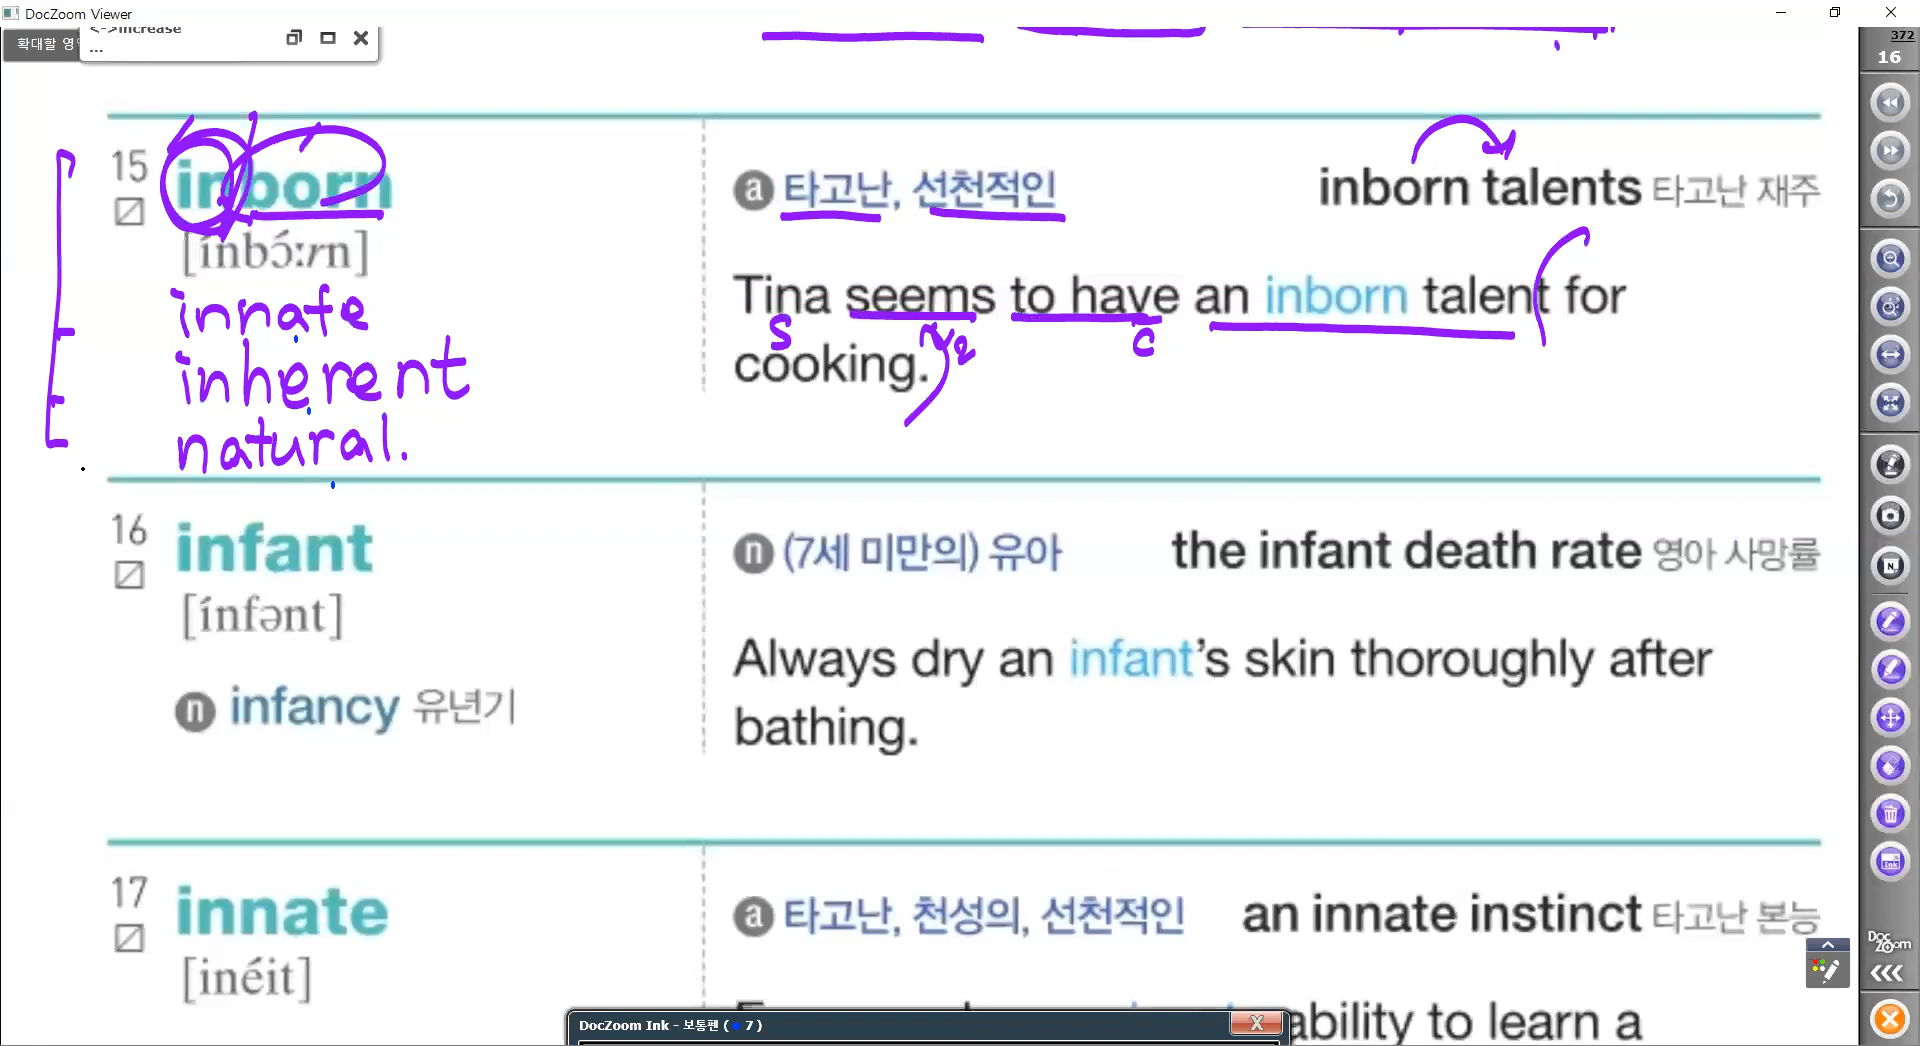 DocZoom Viewer
<->increase
...
확대할 영
372
16
15
inborn
[ínbɔ́ːrn]
innate
inherent
natural.
ⓐ 타고난, 선천적인
inborn talents 타고난 재주
Tina seems to have an inborn talent for
S V2 C
cooking.
16
infant
[ínfənt]
ⓝ infancy 유년기
ⓝ (7세 미만의) 유아
the infant death rate 영아 사망률
Always dry an infant's skin thoroughly after
bathing.
17
innate
[inéit]
ⓐ 타고난, 천성의, 선천적인
an innate instinct 타고난 본능
ability to learn a
DocZoom Ink - 보통펜 ( 7 )
Doc
Zoom